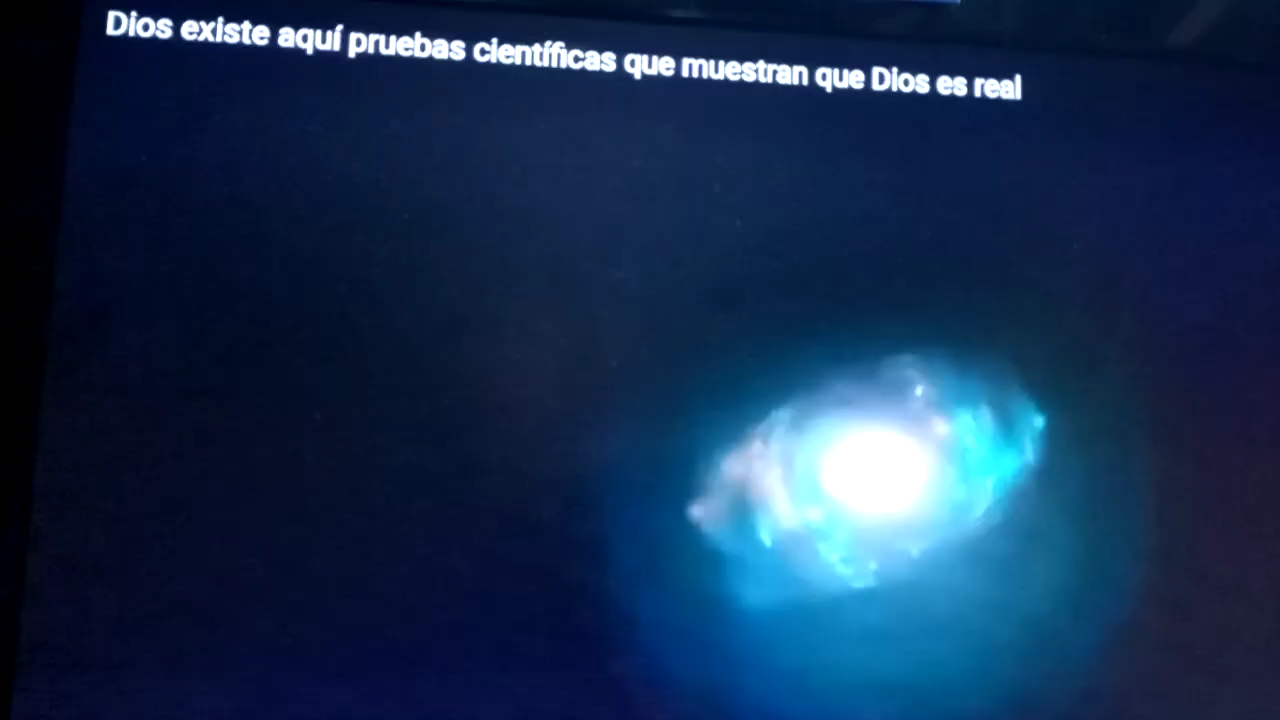 Dios existe aquí pruebas científicas que muestran que Dios es real